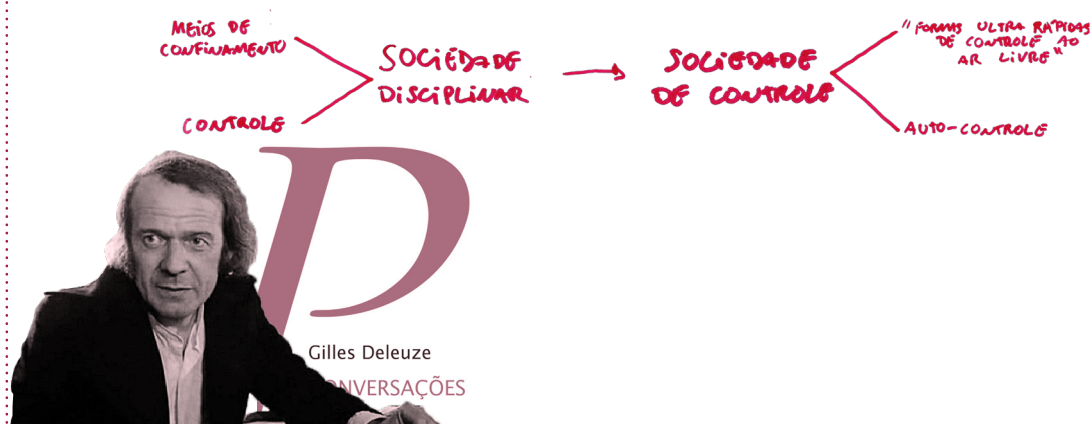 MEIOS DE
CONFINAMENTO
CONTROLE
SOCIEDADE
DISCIPLINAR
SOCIEDADE
DE CONTROLE
"FORMAS ULTRA RÁPIDAS
DE CONTROLE AO
AR LIVRE"
AUTO-CONTROLE
P
Gilles Deleuze
ONVERSAÇÕES